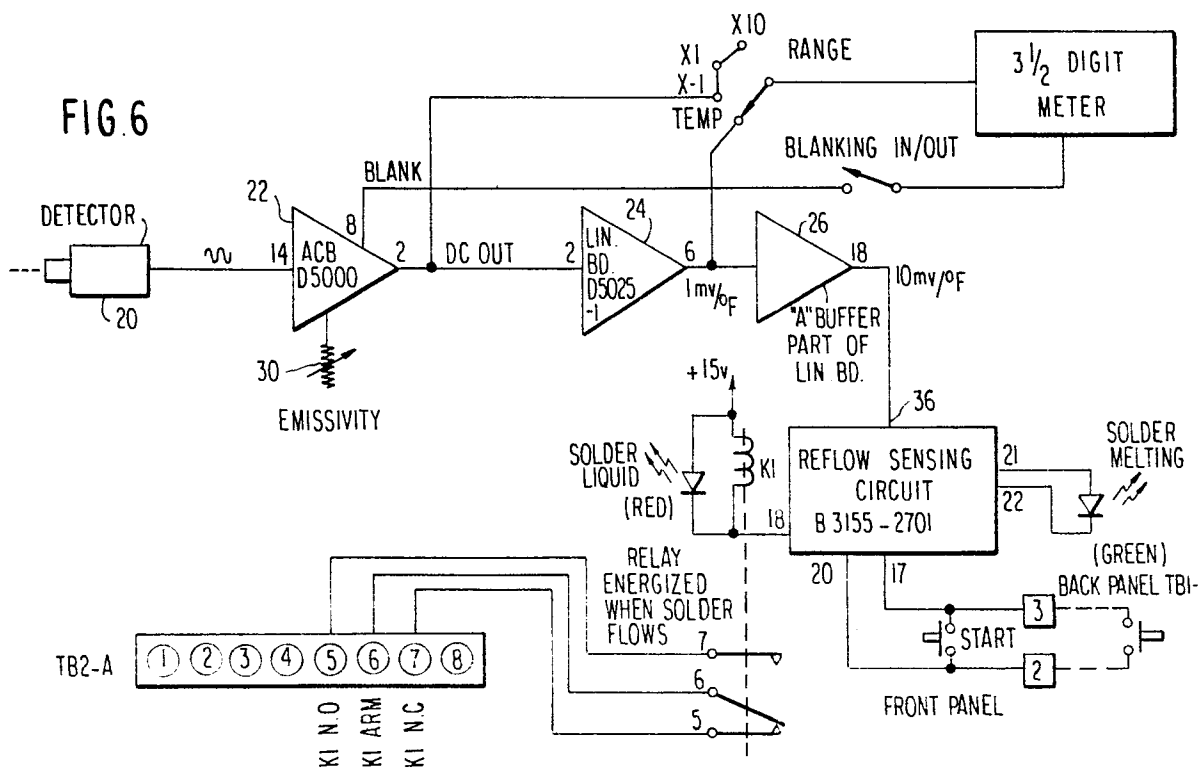 FIG.6
X10
X1
X-1
TEMP
RANGE
3 1/2 DIGIT
METER
BLANKING IN/OUT
BLANK
DETECTOR
20
22
8
14
ACB
D5000
2
DC OUT
30
EMISSIVITY
2
LIN.
BD.
D5025
-1
24
6
1mv/°F
26
18
10mv/°F
"A" BUFFER
PART OF
LIN BD.
36
+15v
SOLDER
LIQUID
(RED)
K1
18
REFLOW SENSING
CIRCUIT
B 3155-2701
21
22
SOLDER
MELTING
(GREEN)
20
17
BACK PANEL TB1-
3
START
2
FRONT PANEL
RELAY
ENERGIZED
WHEN SOLDER
FLOWS
7
6
5
TB2-A
1 2 3 4 5 6 7 8
K1 N.O
K1 ARM
K1 N.C